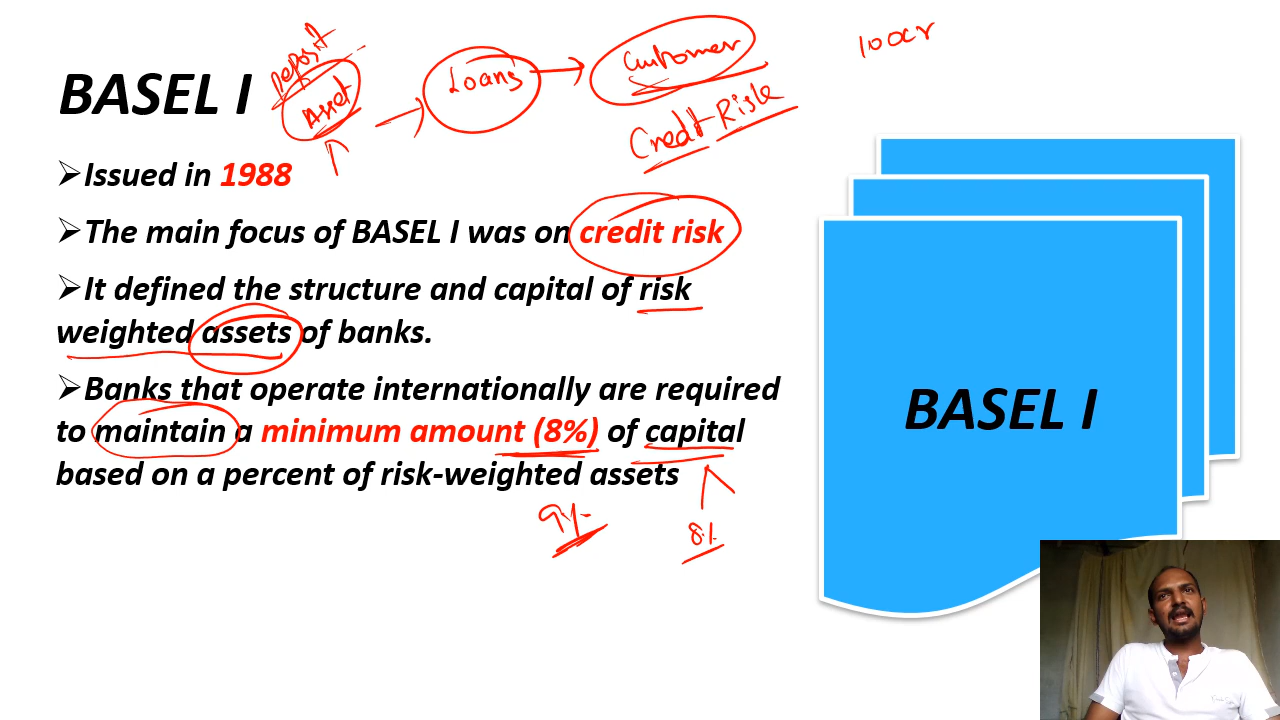 BASEL I
Deposit
Asset
Loans
Customer
Credit Risk
100cr
➢Issued in 1988
➢The main focus of BASEL I was on credit risk
➢It defined the structure and capital of risk
weighted assets of banks.
➢Banks that operate internationally are required
to maintain a minimum amount (8%) of capital
based on a percent of risk-weighted assets
9%
8%
BASEL I